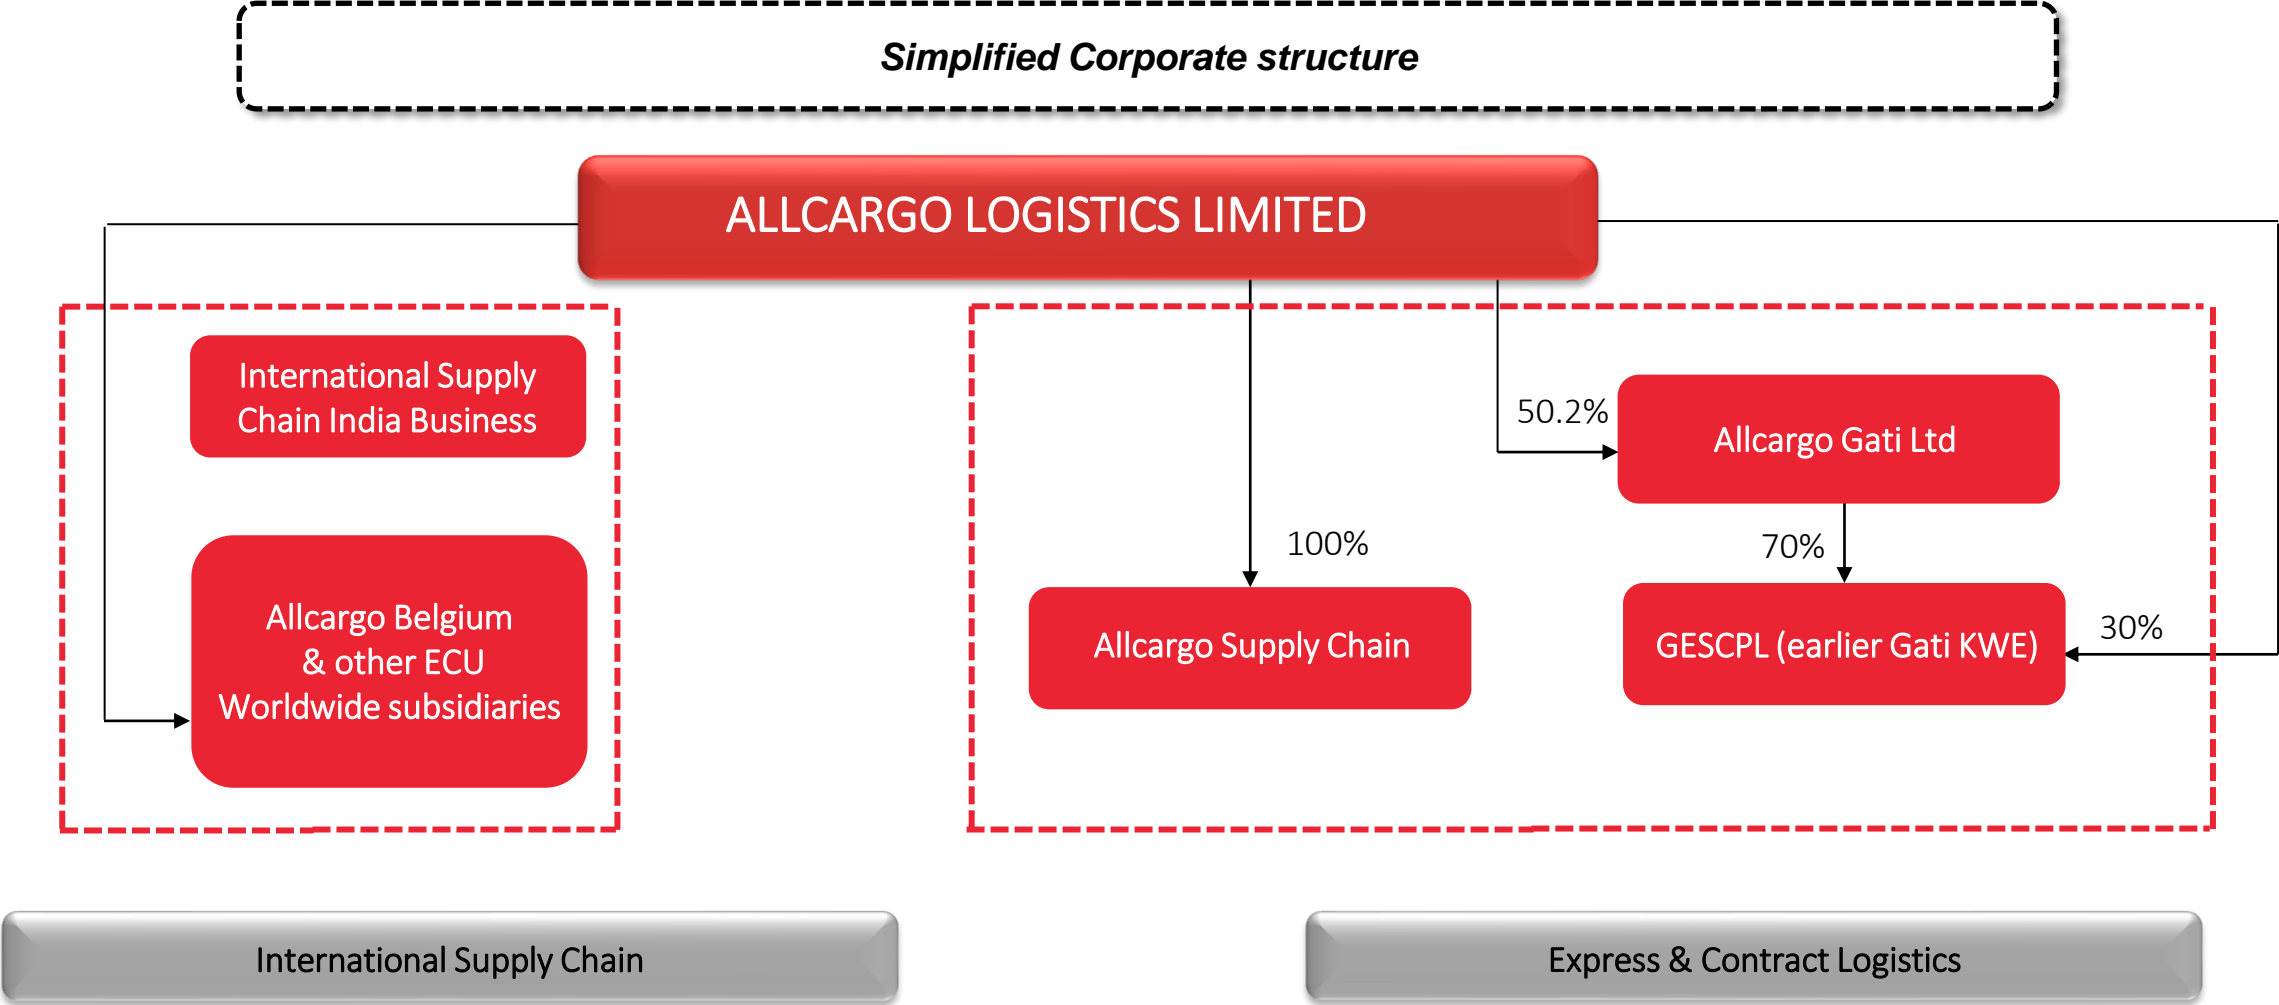 Simplified Corporate structure
ALLCARGO LOGISTICS LIMITED
International Supply
Chain India Business
Allcargo Belgium
& other ECU
Worldwide subsidiaries
50.2%
Allcargo Gati Ltd
100%
70%
Allcargo Supply Chain
GESCPL (earlier Gati KWE)
30%
International Supply Chain
Express & Contract Logistics